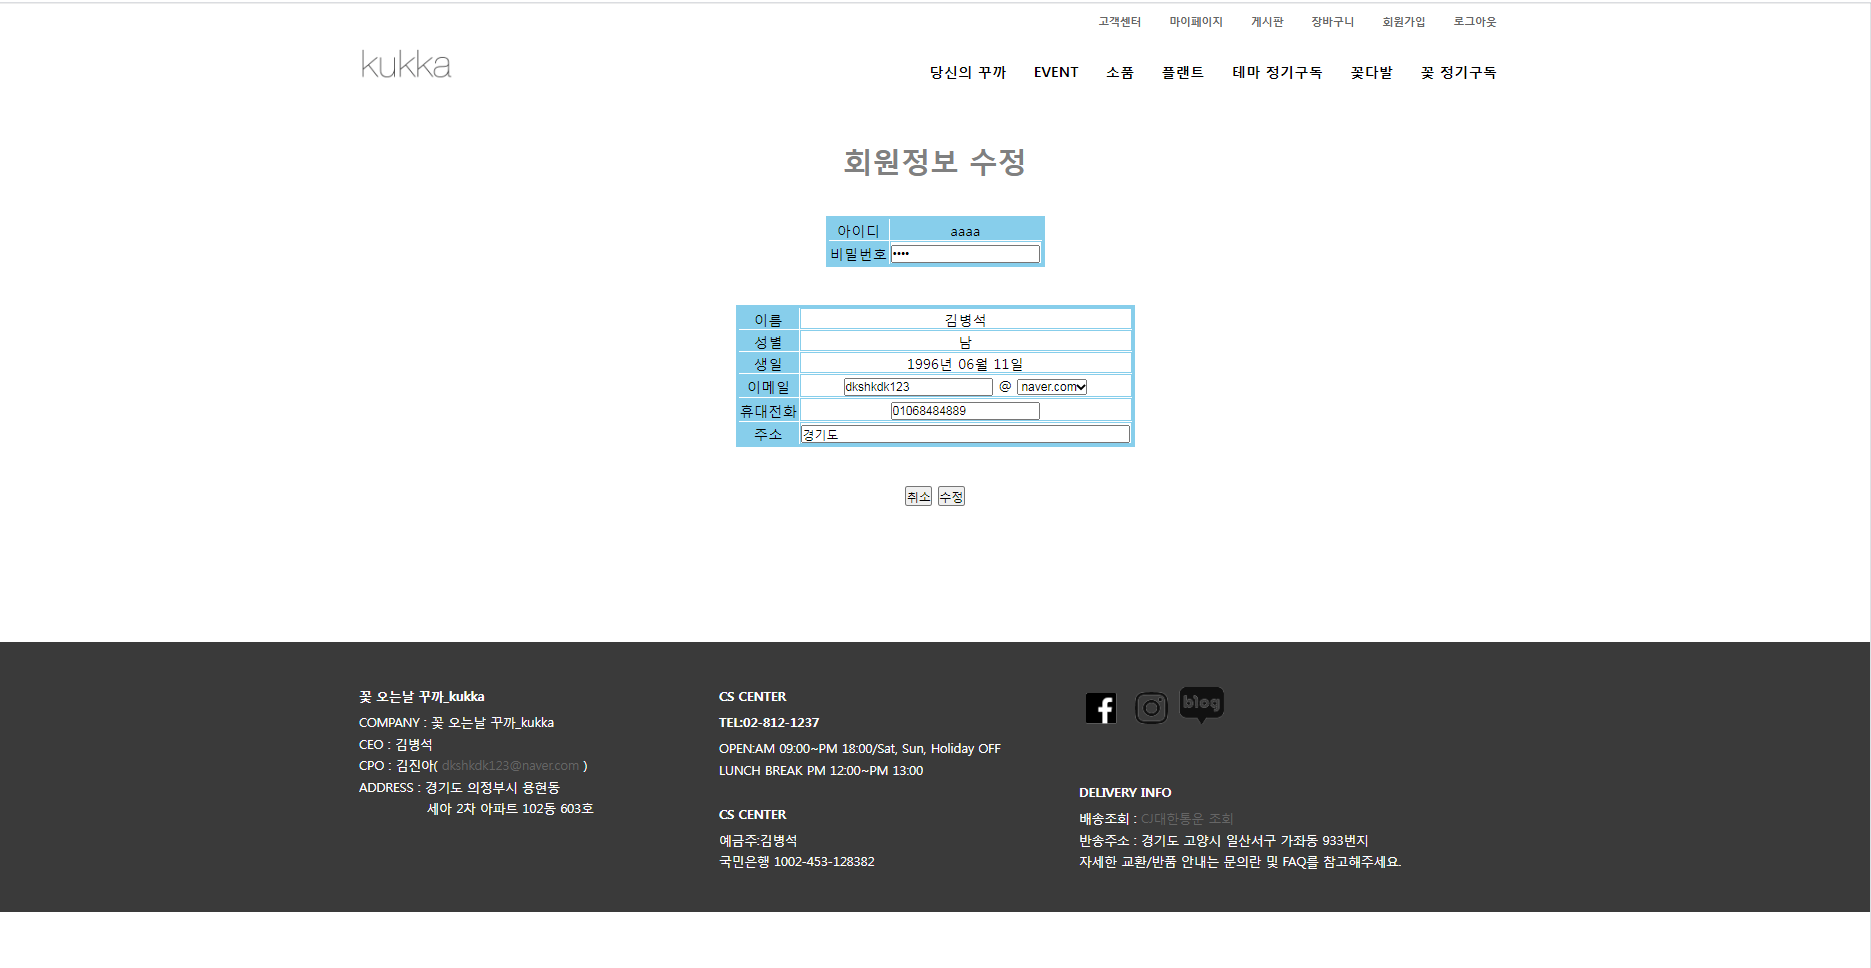 고객센터 마이페이지 게시판 장바구니 회원가입 로그아웃
kukka
당신의 꾸까 EVENT 소품 플랜트 테마 정기구독 꽃다발 꽃 정기구독
회원정보 수정
아이디 aaaa
비밀번호 ••••
이름 김병석
성별 남
생일 1996년 06월 11일
이메일 dkshkdk123 @ naver.com
휴대전화 01068484889
주소 경기도
취소 수정
꽃 오는날 꾸까_kukka
COMPANY : 꽃 오는날 꾸까_kukka
CEO : 김병석
CPO : 김진아( dkshkdk123@naver.com )
ADDRESS : 경기도 의정부시 용현동
세아 2차 아파트 102동 603호
CS CENTER
TEL:02-812-1237
OPEN:AM 09:00~PM 18:00/Sat, Sun, Holiday OFF
LUNCH BREAK PM 12:00~PM 13:00
CS CENTER
예금주:김병석
국민은행 1002-453-128382
blog
DELIVERY INFO
배송조회 : CJ대한통운 조회
반송주소 : 경기도 고양시 일산서구 가좌동 933번지
자세한 교환/반품 안내는 문의란 및 FAQ를 참고해주세요.